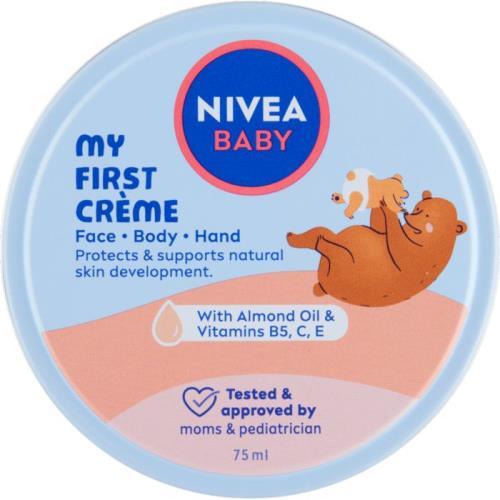 NIVEA
BABY
MY
FIRST
CRÈME
Face • Body • Hand
Protects & supports natural
skin development.
With Almond Oil &
Vitamins B5, C, E
Tested &
approved by
moms & pediatrician
75 ml